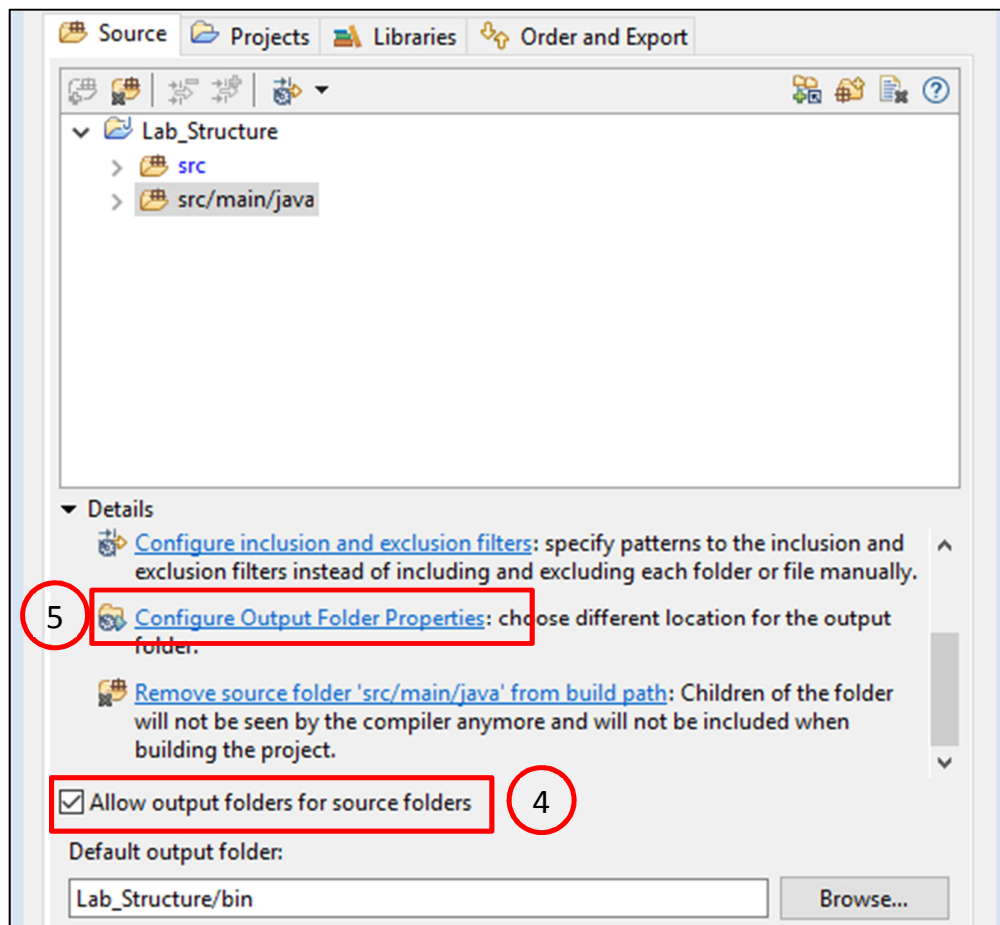 Source Projects Libraries Order and Export
Lab_Structure
src
src/main/java
Details
Configure inclusion and exclusion filters: specify patterns to the inclusion and
exclusion filters instead of including and excluding each folder or file manually.
5 Configure Output Folder Properties: choose different location for the output
folder.
Remove source folder 'src/main/java' from build path: Children of the folder
will not be seen by the compiler anymore and will not be included when
building the project.
Allow output folders for source folders 4
Default output folder:
Lab_Structure/bin Browse...